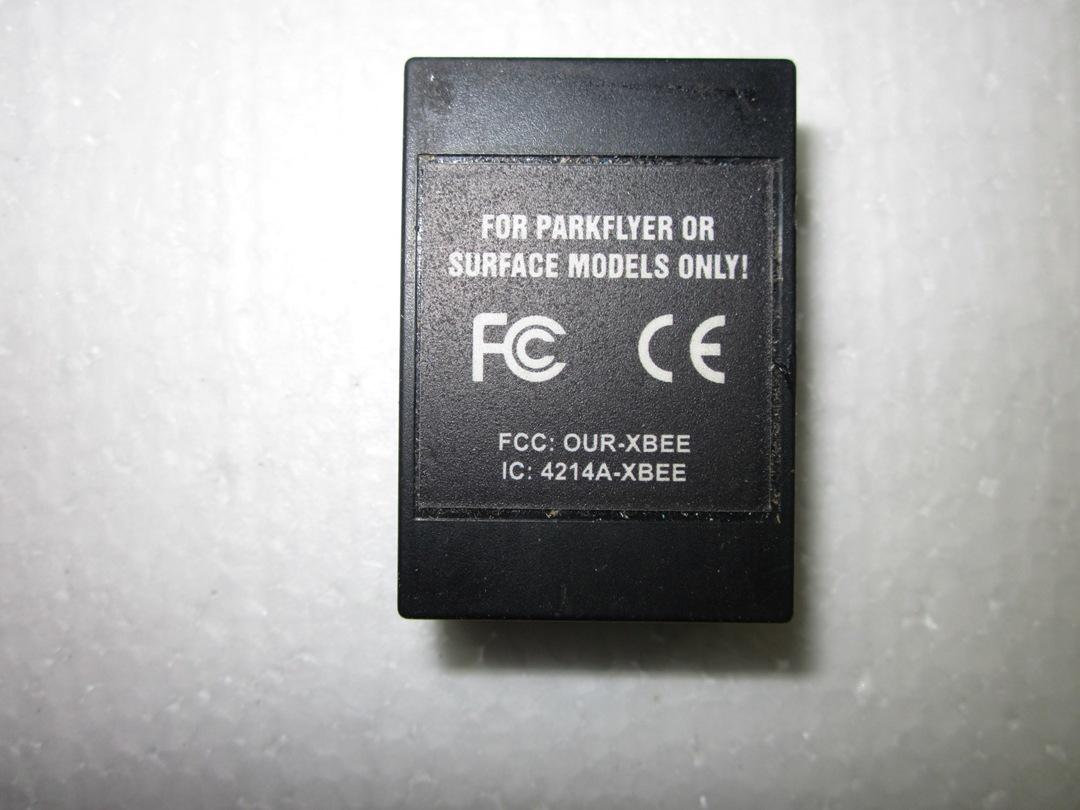 FOR PARKFLYER OR
SURFACE MODELS ONLY!
FC CE
FCC: OUR-XBEE
IC: 4214A-XBEE